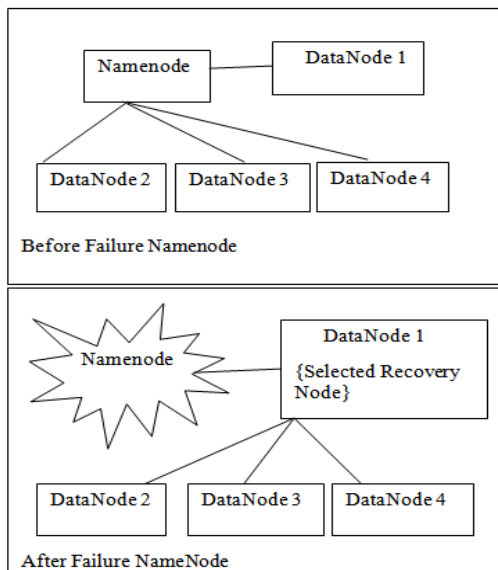 Namenode
DataNode 1
DataNode 2
DataNode 3
DataNode 4
Before Failure Namenode
Namenode
DataNode 1
{Selected Recovery
Node}
DataNode 2
DataNode 3
DataNode 4
After Failure NameNode